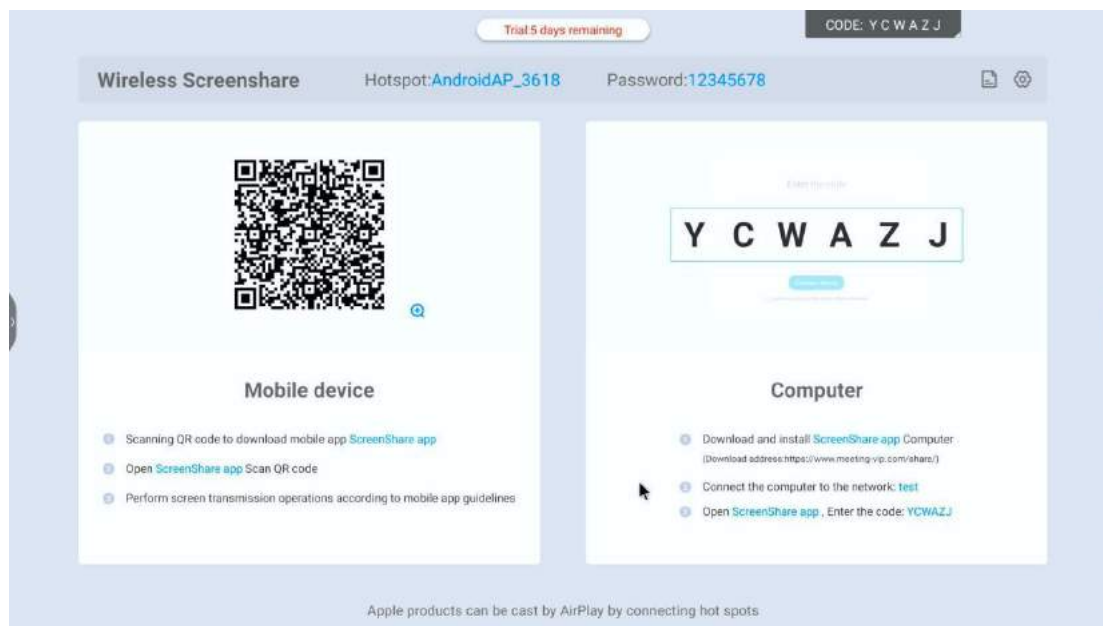 Trial:5 days remaining
CODE: Y C W A Z J
Wireless Screenshare
Hotspot:AndroidAP_3618
Password:12345678
Mobile device
Scanning QR code to download mobile app ScreenShare app
Open ScreenShare app Scan QR code
Perform screen transmission operations according to mobile app guidelines
Enter the code
Y C W A Z J
Computer
Download and install ScreenShare app Computer
(Download address:https://www.meeting-vip.com/share/)
Connect the computer to the network: test
Open ScreenShare app , Enter the code: YCWAZJ
Apple products can be cast by AirPlay by connecting hot spots